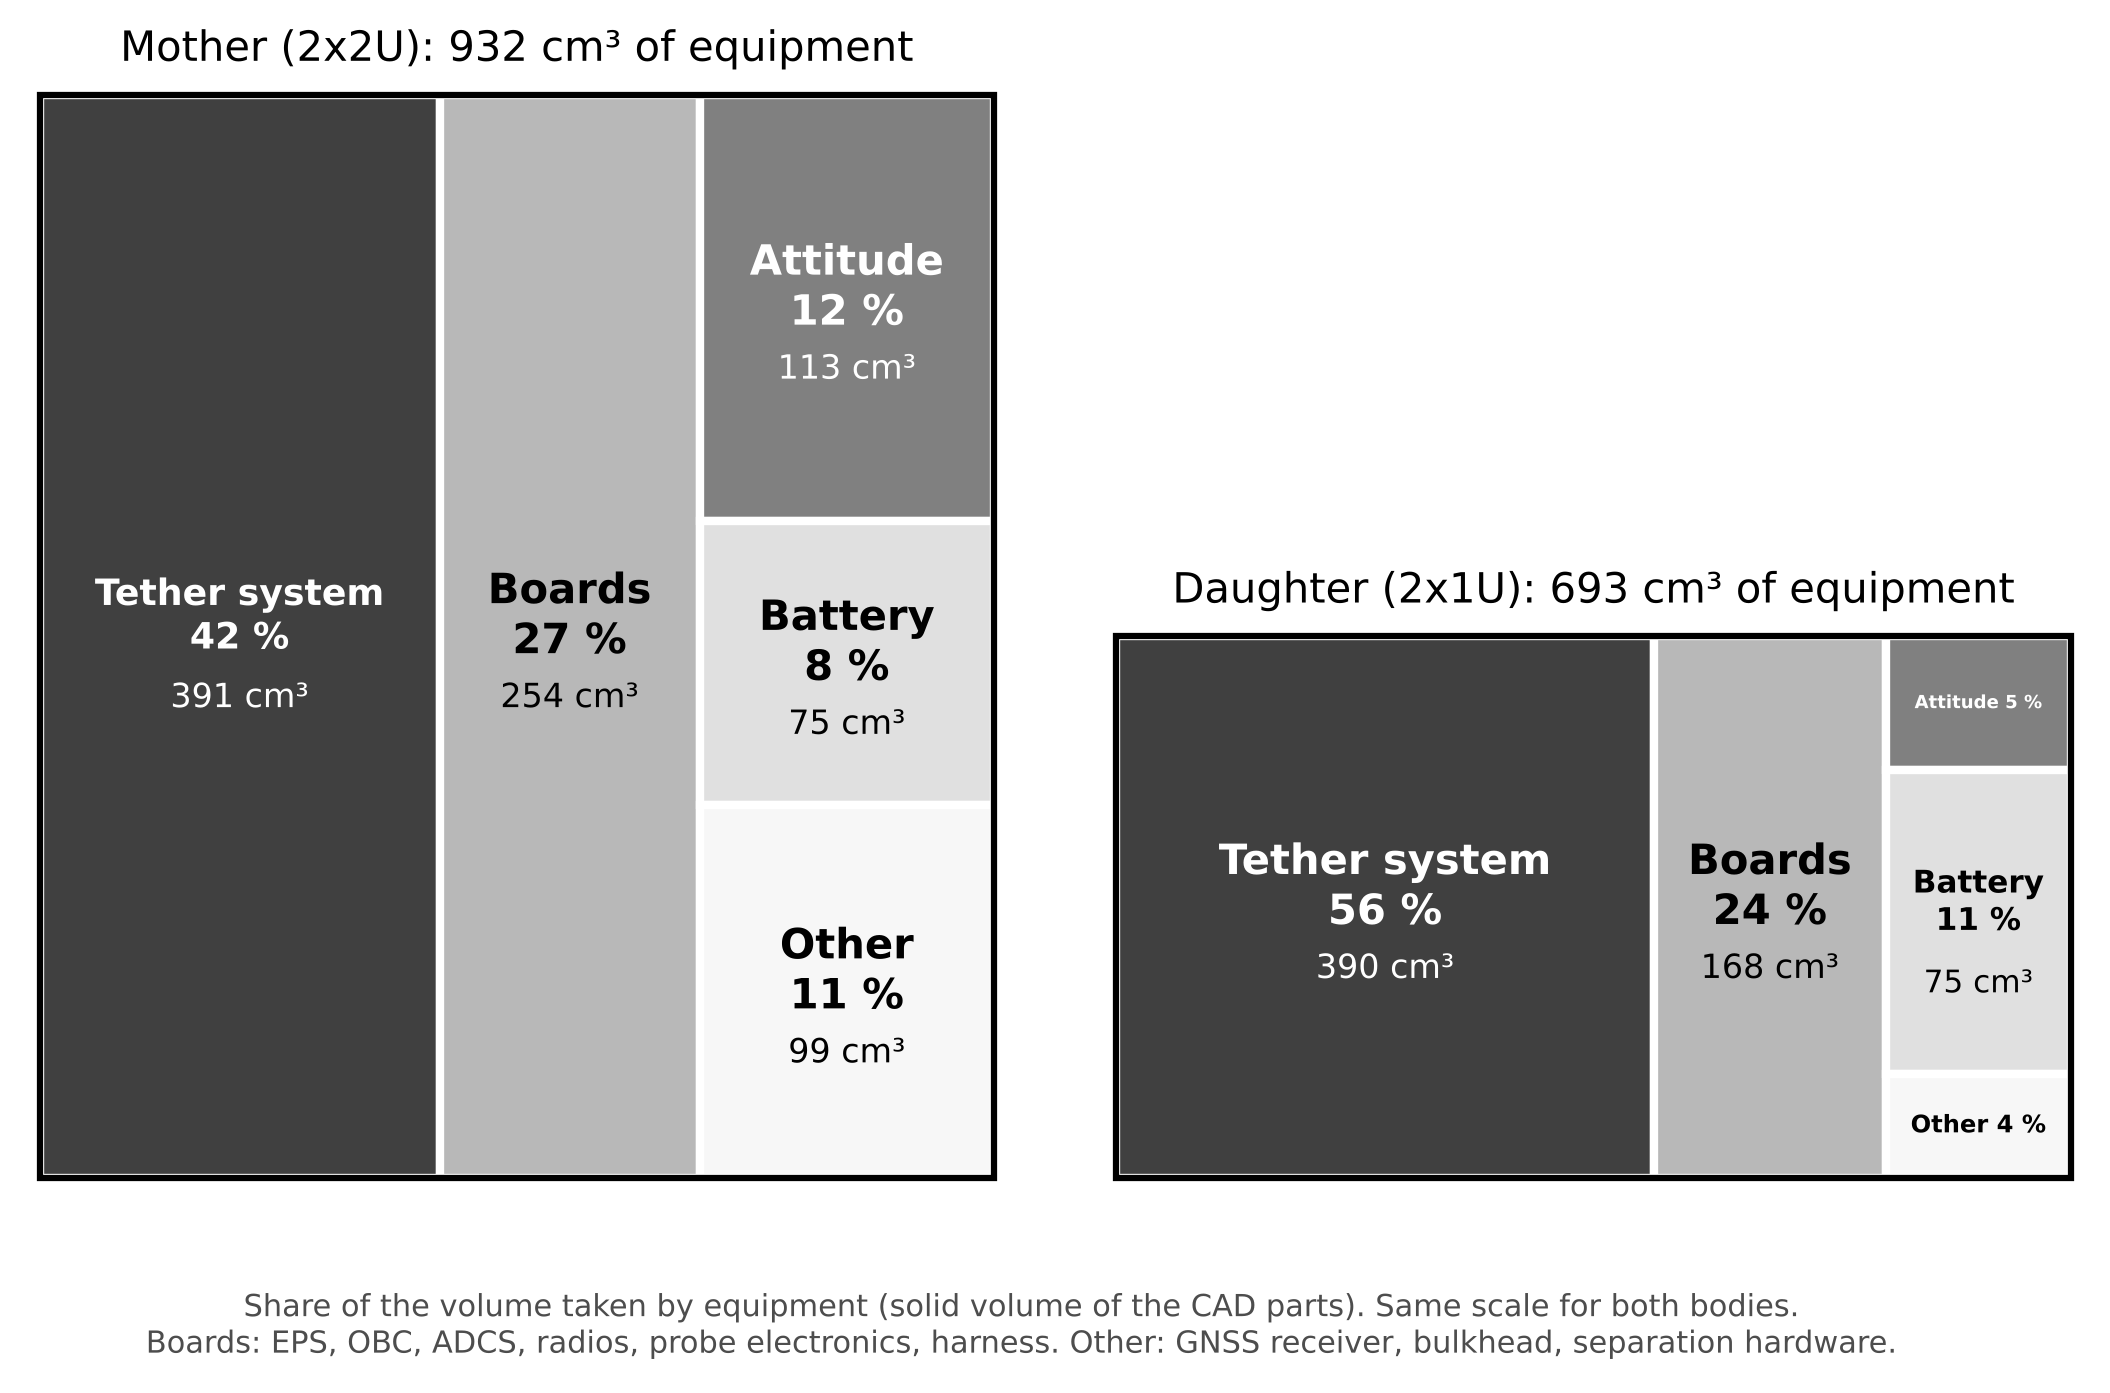 Mother (2x2U): 932 cm³ of equipment
Tether system
42 %
391 cm³
Boards
27 %
254 cm³
Attitude
12 %
113 cm³
Battery
8 %
75 cm³
Other
11 %
99 cm³
Daughter (2x1U): 693 cm³ of equipment
Tether system
56 %
390 cm³
Boards
24 %
168 cm³
Attitude 5 %
Battery
11 %
75 cm³
Other 4 %
Share of the volume taken by equipment (solid volume of the CAD parts). Same scale for both bodies.
Boards: EPS, OBC, ADCS, radios, probe electronics, harness. Other: GNSS receiver, bulkhead, separation hardware.